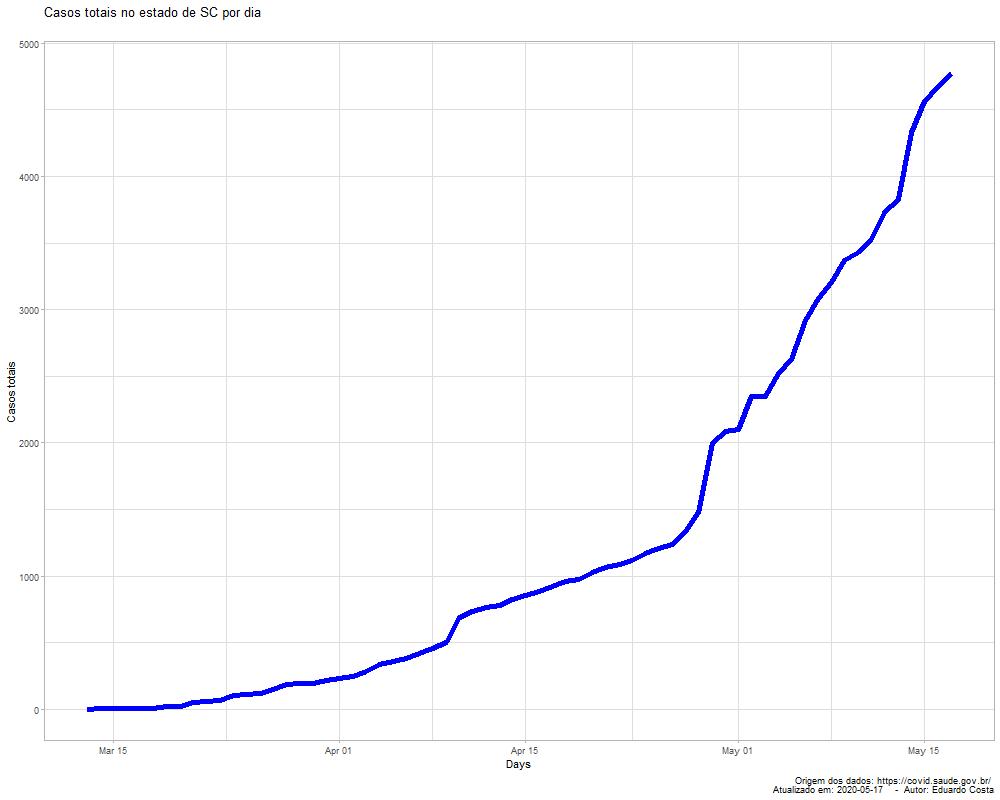 Casos totais no estado de SC por dia
5000
4000
3000
2000
1000
0
Casos totais
Mar 15
Apr 01
Apr 15
May 01
May 15
Days
Origem dos dados: https://covid.saude.gov.br/
Atualizado em: 2020-05-17 - Autor: Eduardo Costa